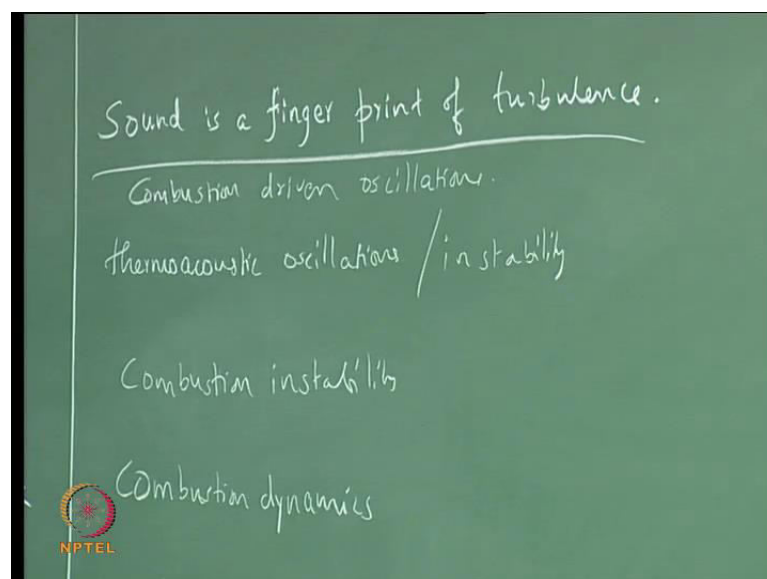 Sound is a finger print of turbulence.
Combustion driven oscillations.
thermoacoustic oscillations / instability
Combustion instability
Combustion dynamics
NPTEL